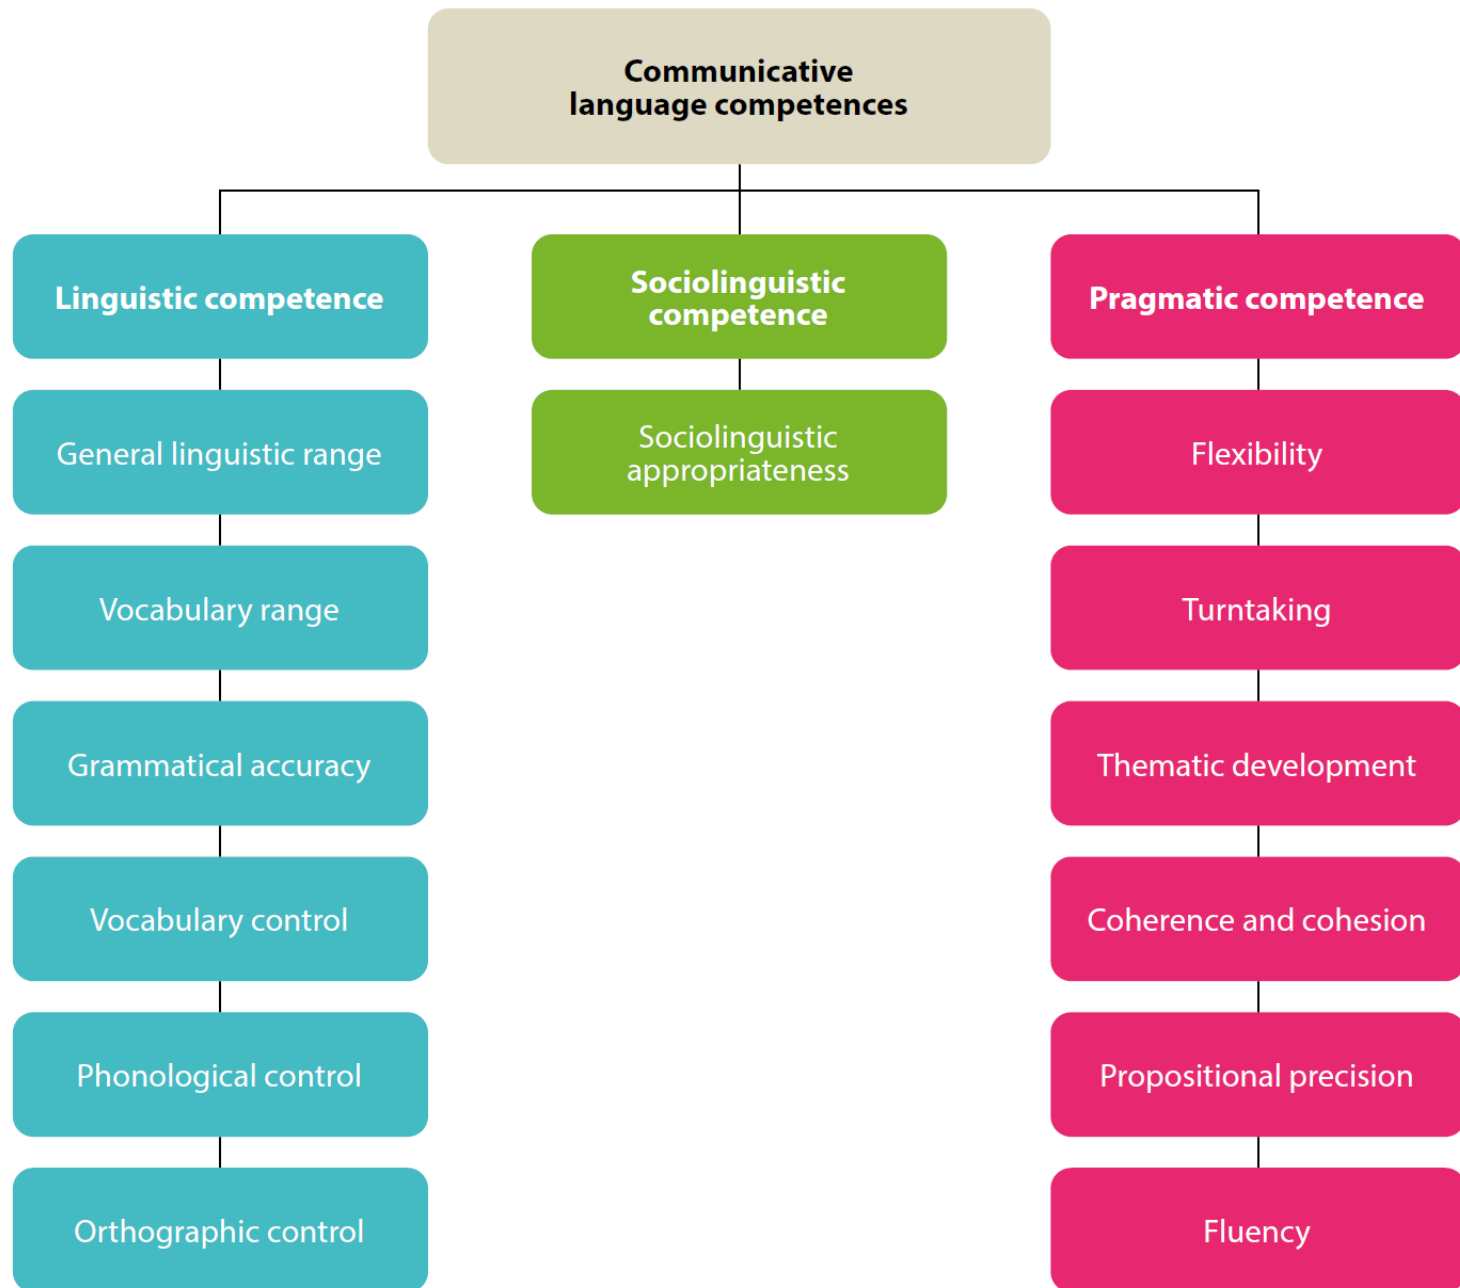 Communicative
language competences
Linguistic competence
General linguistic range
Vocabulary range
Grammatical accuracy
Vocabulary control
Phonological control
Orthographic control
Sociolinguistic
competence
Sociolinguistic
appropriateness
Pragmatic competence
Flexibility
Turntaking
Thematic development
Coherence and cohesion
Propositional precision
Fluency